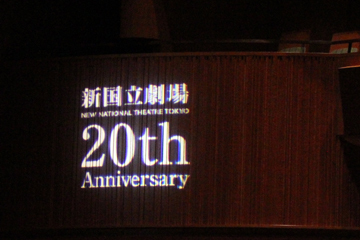 新国立劇場
NEW NATIONAL THEATRE TOKYO
20th
Anniversary